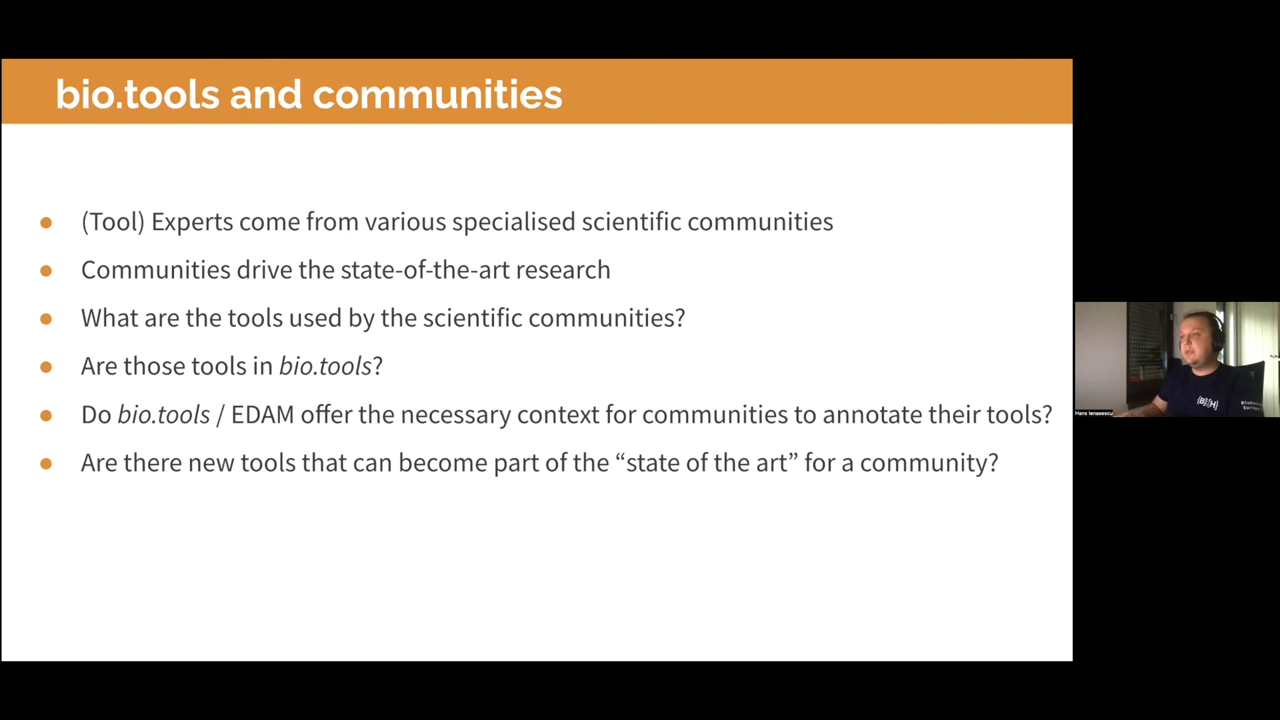 bio.tools and communities
● (Tool) Experts come from various specialised scientific communities
● Communities drive the state-of-the-art research
● What are the tools used by the scientific communities?
● Are those tools in bio.tools?
● Do bio.tools / EDAM offer the necessary context for communities to annotate their tools?
● Are there new tools that can become part of the “state of the art” for a community?
Hans Ienasescu